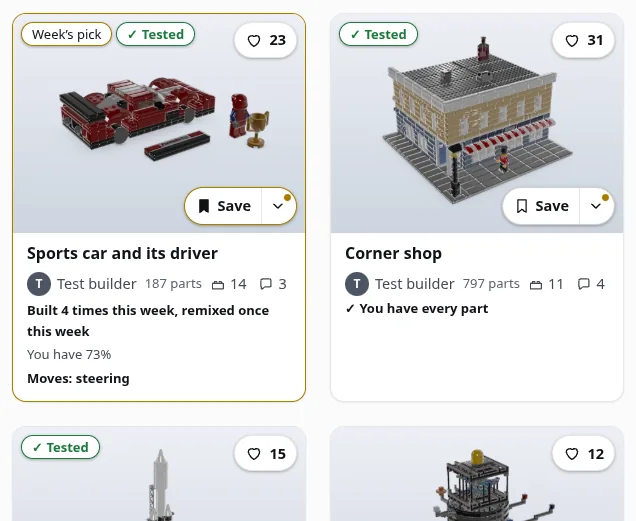 Week's pick
✓ Tested
23
Save
Sports car and its driver
T Test builder 187 parts 14 3
Built 4 times this week, remixed once
this week
You have 73%
Moves: steering
✓ Tested
31
Save
Corner shop
T Test builder 797 parts 11 4
✓ You have every part
✓ Tested
15
12